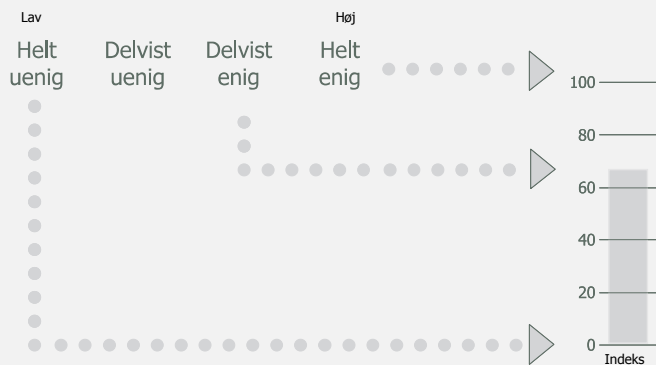 Lav Høj
Helt Delvist Delvist Helt
uenig uenig enig enig
100
80
60
40
20
0
Indeks